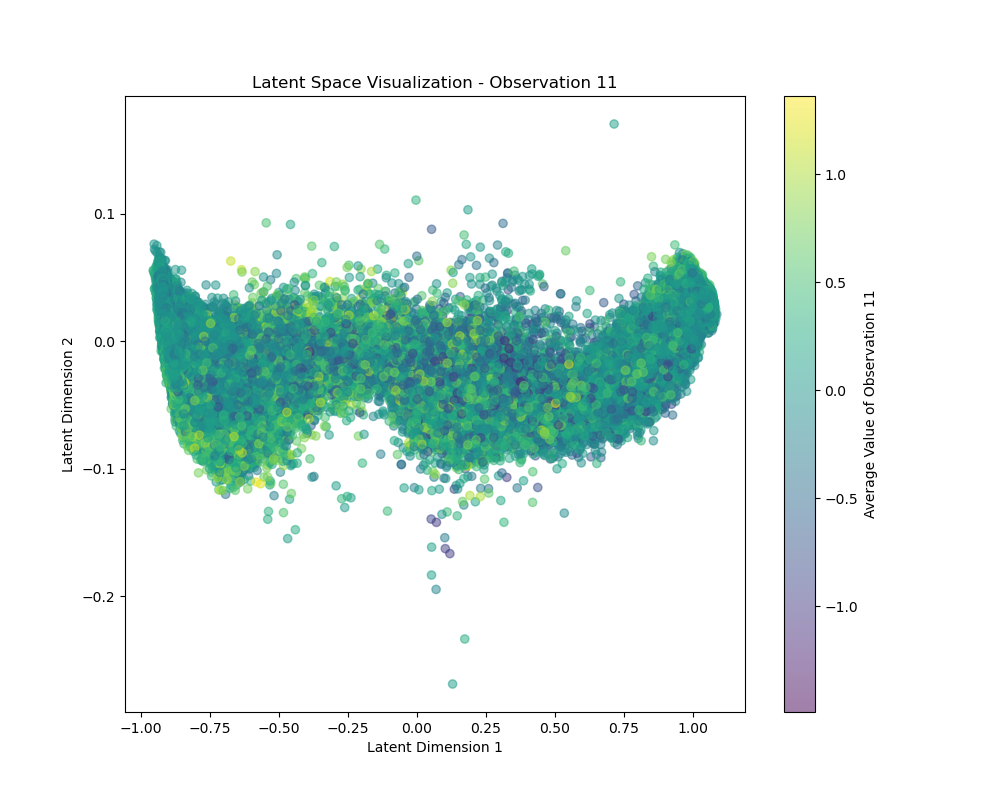 Latent Space Visualization - Observation 11
0.1
0.0
−0.1
−0.2
Latent Dimension 2
−1.00 −0.75 −0.50 −0.25 0.00 0.25 0.50 0.75 1.00
Latent Dimension 1
1.0
0.5
0.0
−0.5
−1.0
Average Value of Observation 11